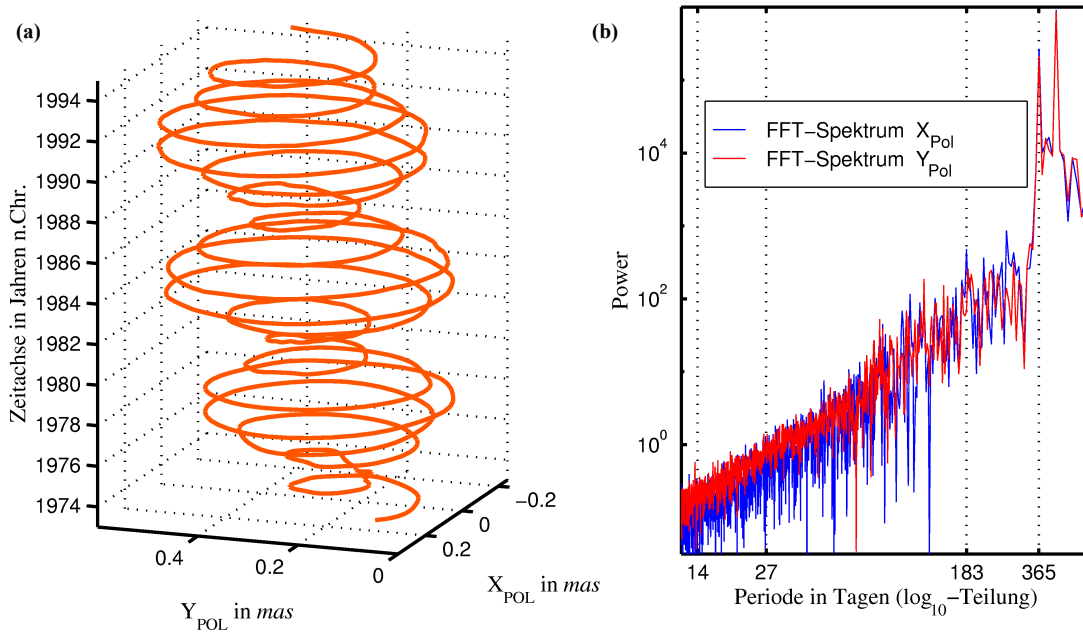 (a)
Zeitachse in Jahren n.Chr.
1994
1992
1990
1988
1986
1984
1982
1980
1978
1976
1974
0.4
0.2
0
Y_POL in mas
−0.2
0
0.2
X_POL in mas
(b)
Power
10^4
10^2
10^0
FFT−Spektrum X_Pol
FFT−Spektrum Y_Pol
14
27
183
365
Periode in Tagen (log_10−Teilung)